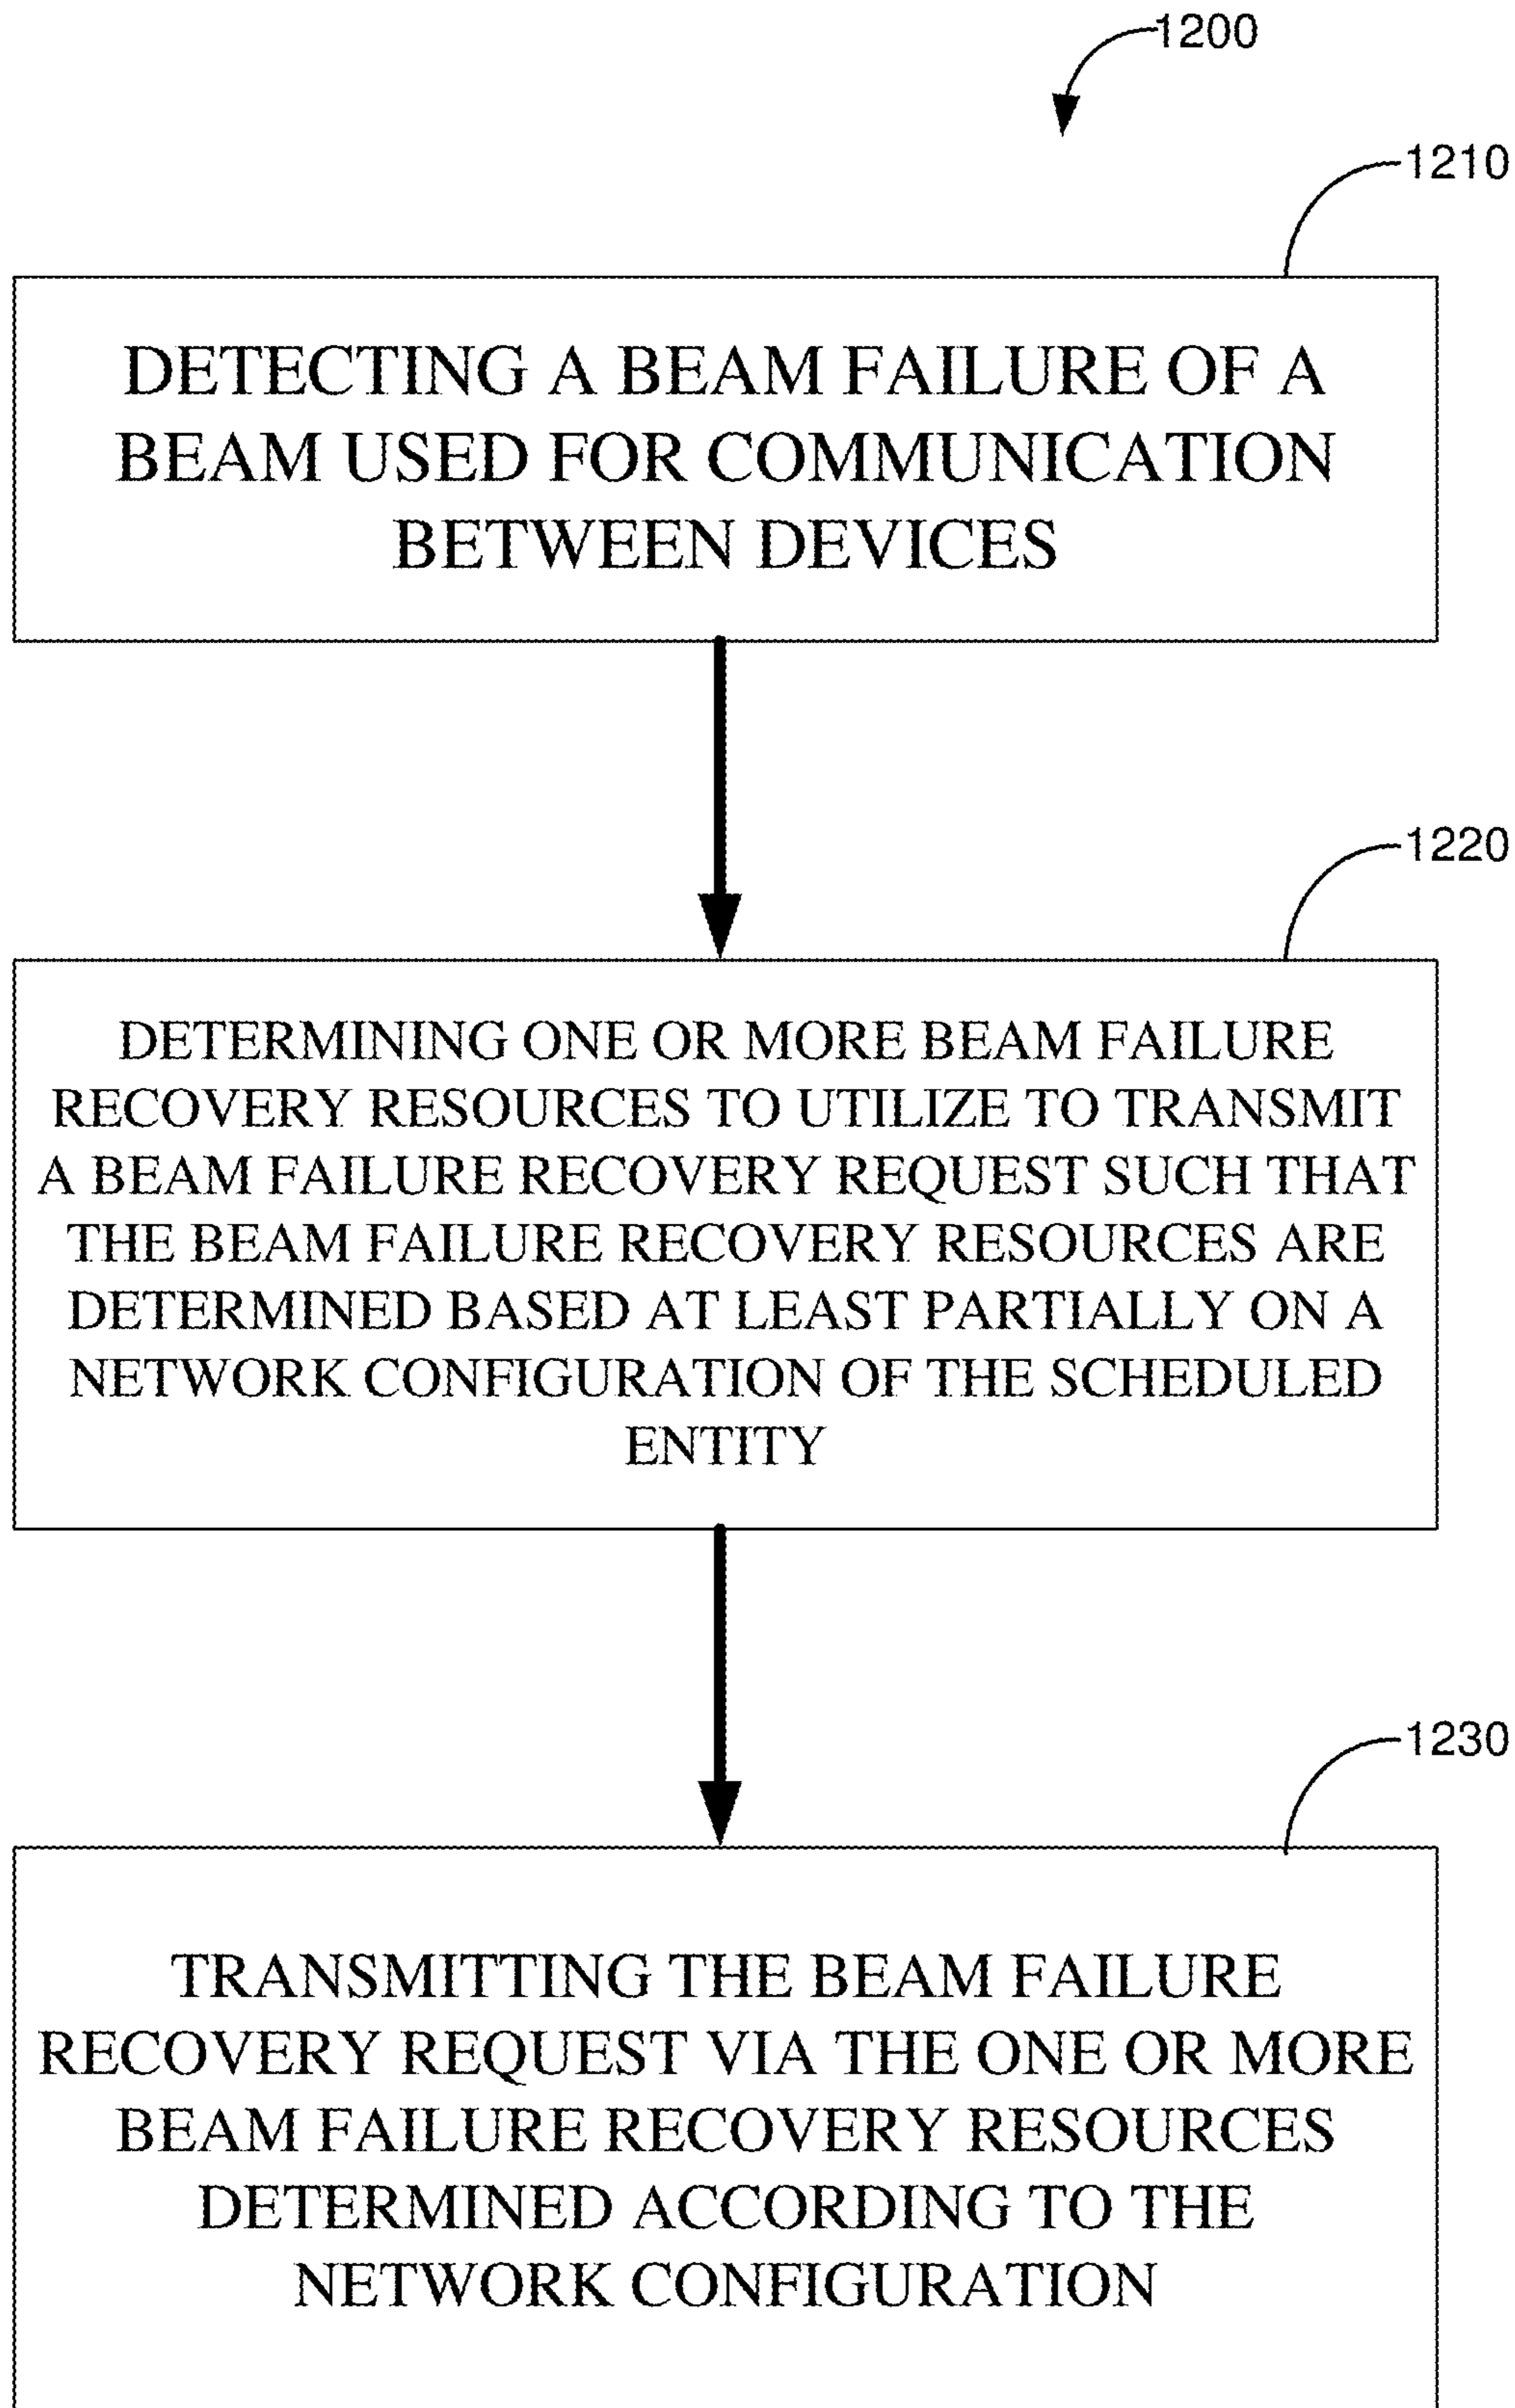 1200
1210
DETECTING A BEAM FAILURE OF A
BEAM USED FOR COMMUNICATION
BETWEEN DEVICES
1220
DETERMINING ONE OR MORE BEAM FAILURE
RECOVERY RESOURCES TO UTILIZE TO TRANSMIT
A BEAM FAILURE RECOVERY REQUEST SUCH THAT
THE BEAM FAILURE RECOVERY RESOURCES ARE
DETERMINED BASED AT LEAST PARTIALLY ON A
NETWORK CONFIGURATION OF THE SCHEDULED
ENTITY
1230
TRANSMITTING THE BEAM FAILURE
RECOVERY REQUEST VIA THE ONE OR MORE
BEAM FAILURE RECOVERY RESOURCES
DETERMINED ACCORDING TO THE
NETWORK CONFIGURATION